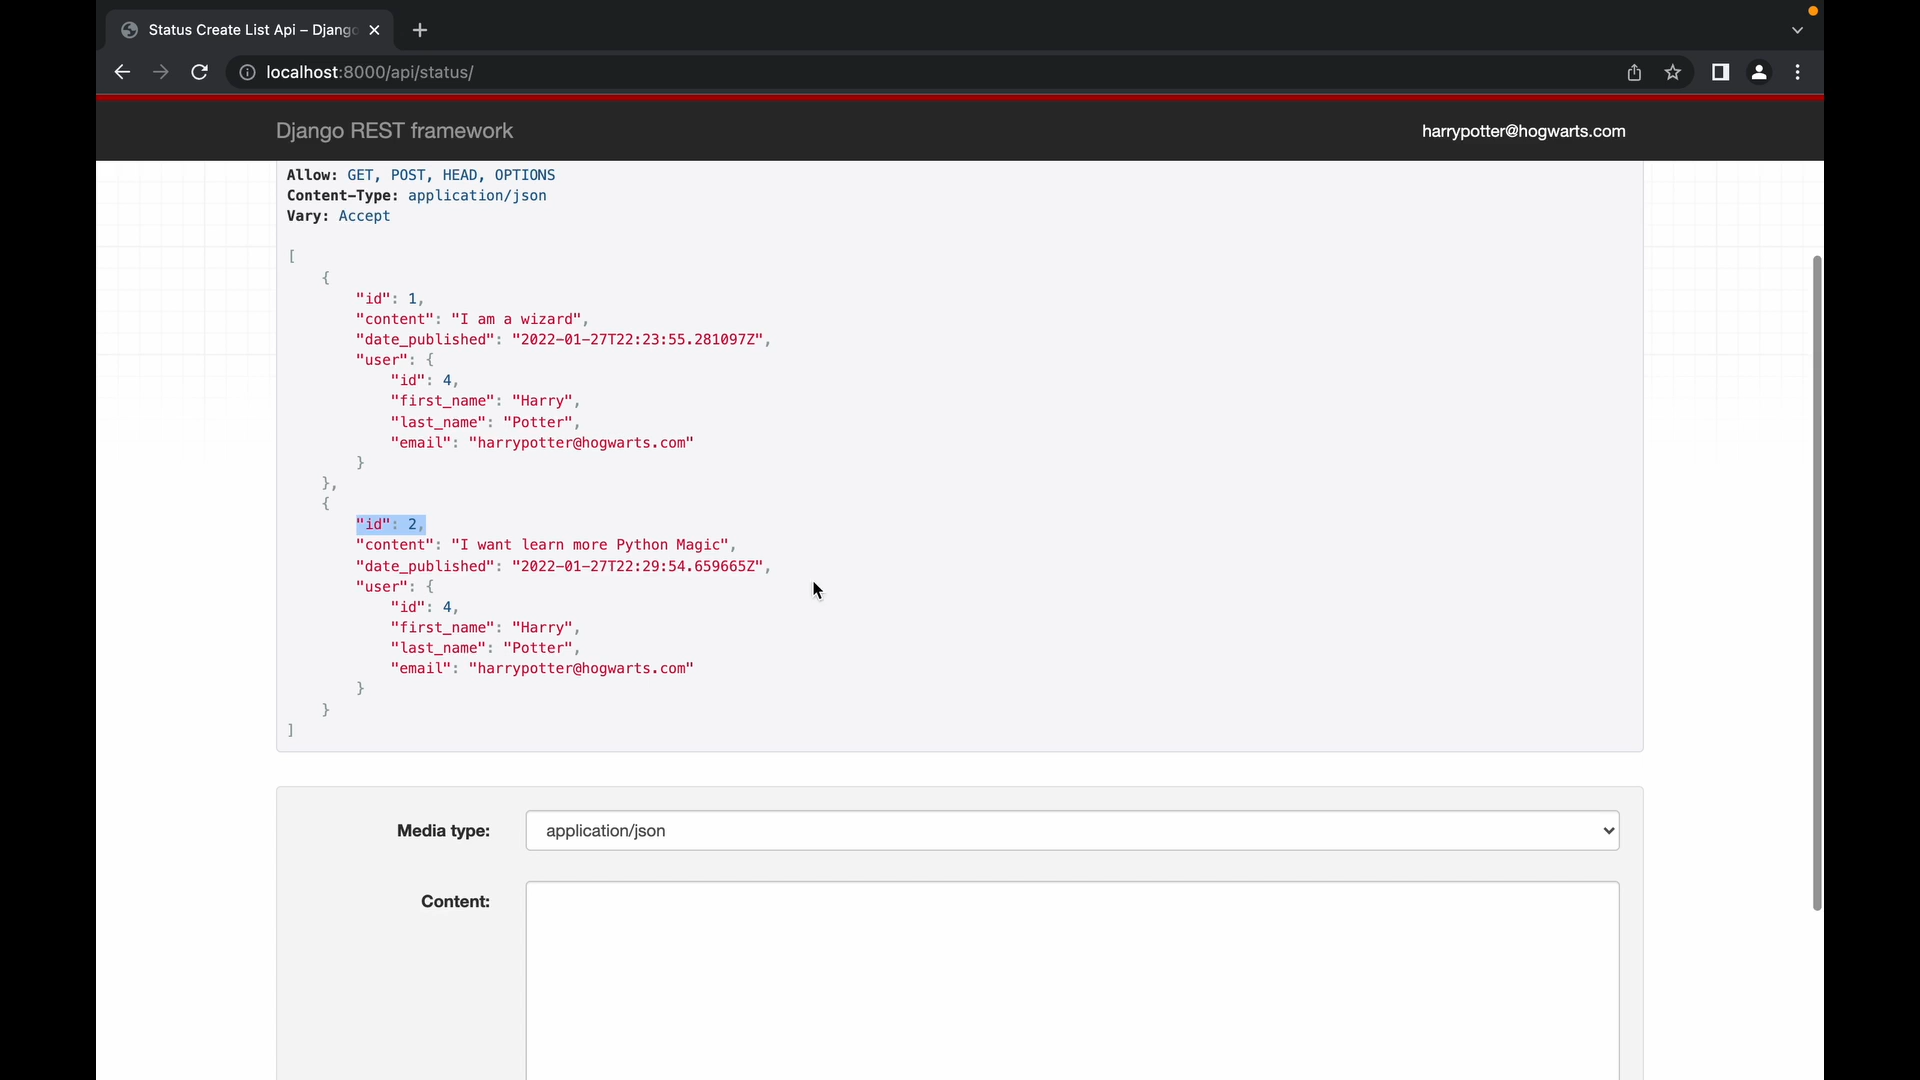 Status Create List Api – Django
localhost:8000/api/status/
Django REST framework
harrypotter@hogwarts.com
Allow: GET, POST, HEAD, OPTIONS
Content-Type: application/json
Vary: Accept
[
{
"id": 1,
"content": "I am a wizard",
"date_published": "2022-01-27T22:23:55.281097Z",
"user": {
"id": 4,
"first_name": "Harry",
"last_name": "Potter",
"email": "harrypotter@hogwarts.com"
}
},
{
"id": 2,
"content": "I want learn more Python Magic",
"date_published": "2022-01-27T22:29:54.659665Z",
"user": {
"id": 4,
"first_name": "Harry",
"last_name": "Potter",
"email": "harrypotter@hogwarts.com"
}
}
]
Media type:
application/json
Content: